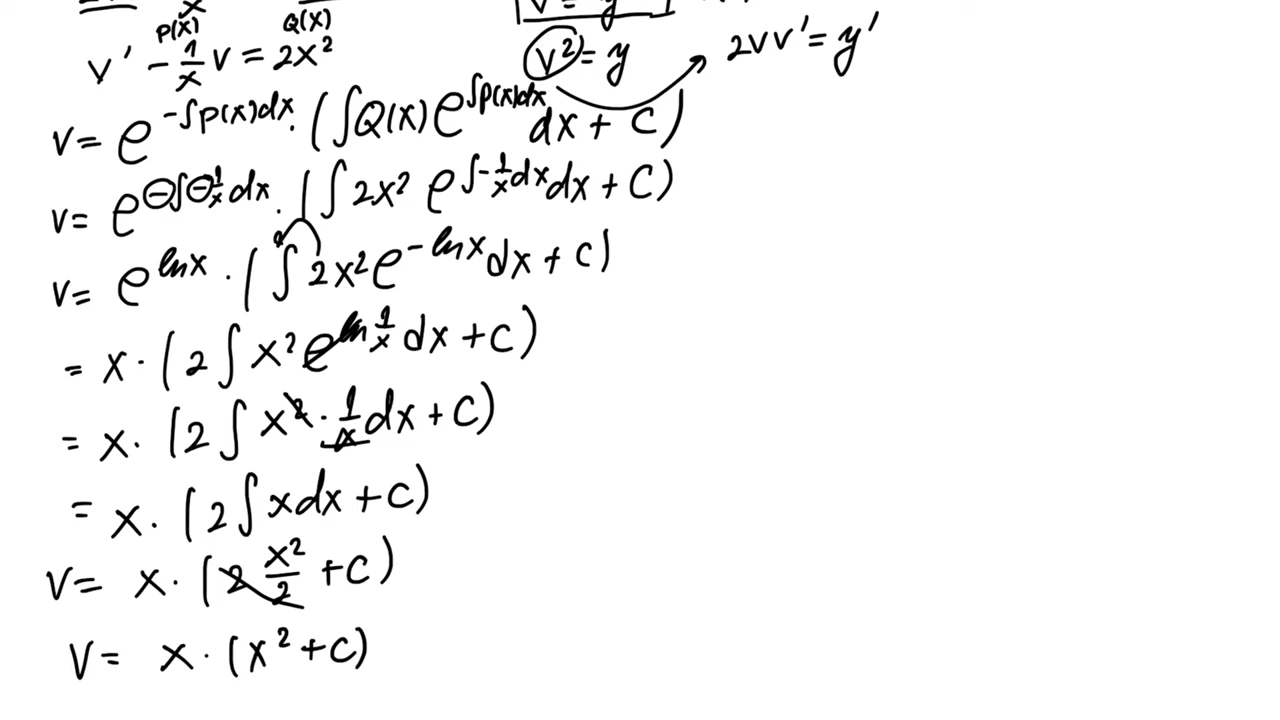 x
P(x) Q(x)
v' - 1/x v = 2x²
v² = y
2vv' = y'
v = e^(-∫p(x)dx) · (∫Q(x) e^(∫p(x)dx) dx + C)
v = e^(-∫-1/x dx) · (∫ 2x² e^(∫-1/x dx) dx + C)
v = e^(ln x) · (∫ 2x² e^(-ln x) dx + C)
= x · (2 ∫ x² e^(ln 1/x) dx + C)
= x · (2 ∫ x² · 1/x dx + C)
= x · (2 ∫ x dx + C)
v = x · (2 x²/2 + C)
v = x · (x² + C)